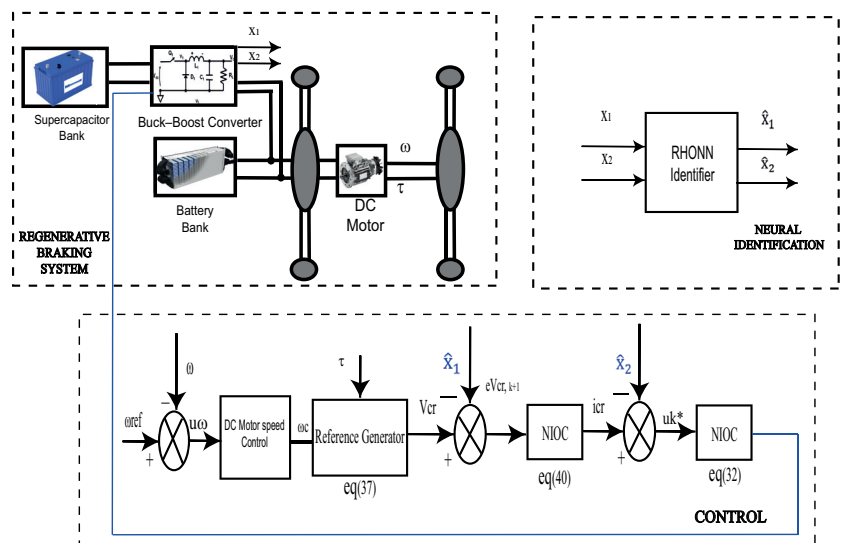 X1
X2
Supercapacitor
Bank
Buck–Boost Converter
Battery
Bank
DC
Motor
ω
τ
REGENERATIVE
BRAKING
SYSTEM
X1
X2
RHONN
Identifier
x̂1
x̂2
NEURAL
IDENTIFICATION
ω
ωref
−
+
uω
DC Motor speed
Control
ωc
τ
Reference Generator
eq(37)
Vcr
x̂1
−
+
eVcr, k+1
NIOC
eq(40)
icr
x̂2
−
+
uk*
NIOC
eq(32)
CONTROL